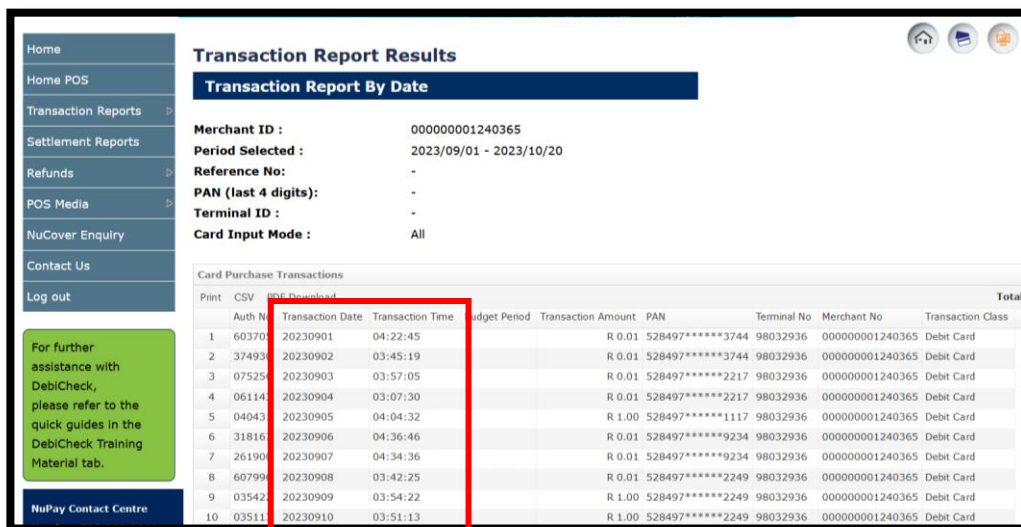 Home
Home POS
Transaction Reports
Settlement Reports
Refunds
POS Media
NuCover Enquiry
Contact Us
Log out
For further
assistance with
DebiCheck,
please refer to the
quick guides in the
DebiCheck Training
Material tab.
NuPay Contact Centre
Transaction Report Results
Transaction Report By Date
Merchant ID : 000000001240365
Period Selected : 2023/09/01 - 2023/10/20
Reference No: -
PAN (last 4 digits): -
Terminal ID : -
Card Input Mode : All
Card Purchase Transactions
Print CSV PDF Download Total
Auth Transaction Date Transaction Time Period Transaction Amount PAN Terminal No Merchant No Transaction Class
1 60370 20230901 04:22:45 R 0.01 528497******3744 98032936 000000001240365 Debit Card
2 37493 20230902 03:45:19 R 0.01 528497******3744 98032936 000000001240365 Debit Card
3 07525 20230903 03:57:05 R 0.01 528497******2217 98032936 000000001240365 Debit Card
4 06114 20230904 03:07:30 R 0.01 528497******2217 98032936 000000001240365 Debit Card
5 04043 20230905 04:04:32 R 1.00 528497******1117 98032936 000000001240365 Debit Card
6 31816 20230906 04:36:46 R 0.01 528497******9234 98032936 000000001240365 Debit Card
7 26190 20230907 04:34:36 R 0.01 528497******9234 98032936 000000001240365 Debit Card
8 60799 20230908 03:42:25 R 0.01 528497******2249 98032936 000000001240365 Debit Card
9 03542 20230909 03:54:22 R 1.00 528497******2249 98032936 000000001240365 Debit Card
10 03511 20230910 03:51:13 R 1.00 528497******2249 98032936 000000001240365 Debit Card